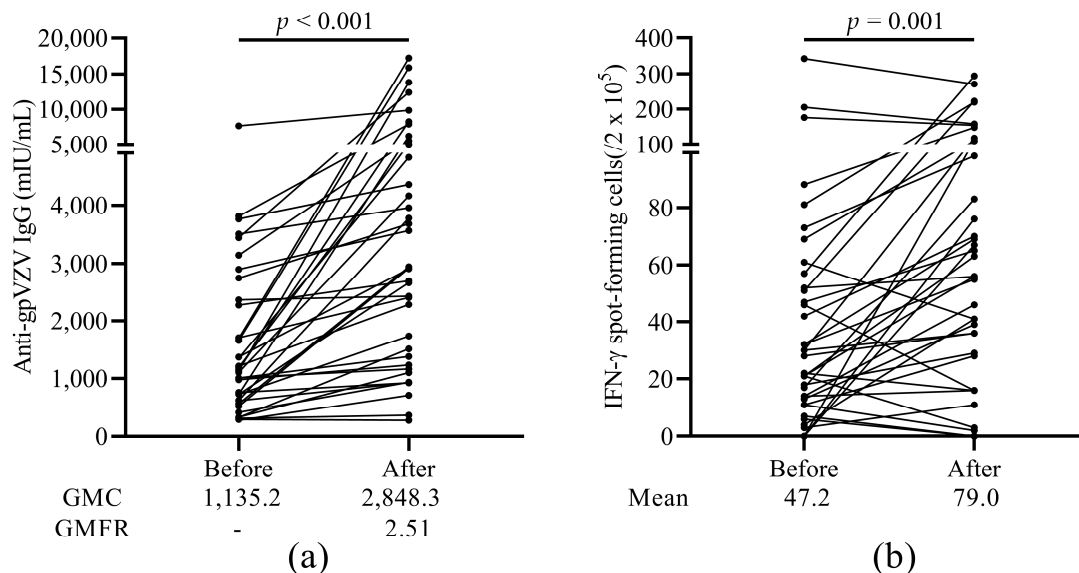 p < 0.001
20,000
15,000
10,000
5,000
4,000
3,000
2,000
1,000
0
Anti-gpVZV IgG (mIU/mL)
Before After
GMC 1,135.2 2,848.3
GMFR - 2.51
(a)
p = 0.001
400
300
200
100
80
60
40
20
0
IFN-γ spot-forming cells(/2 x 10⁵)
Before After
Mean 47.2 79.0
(b)